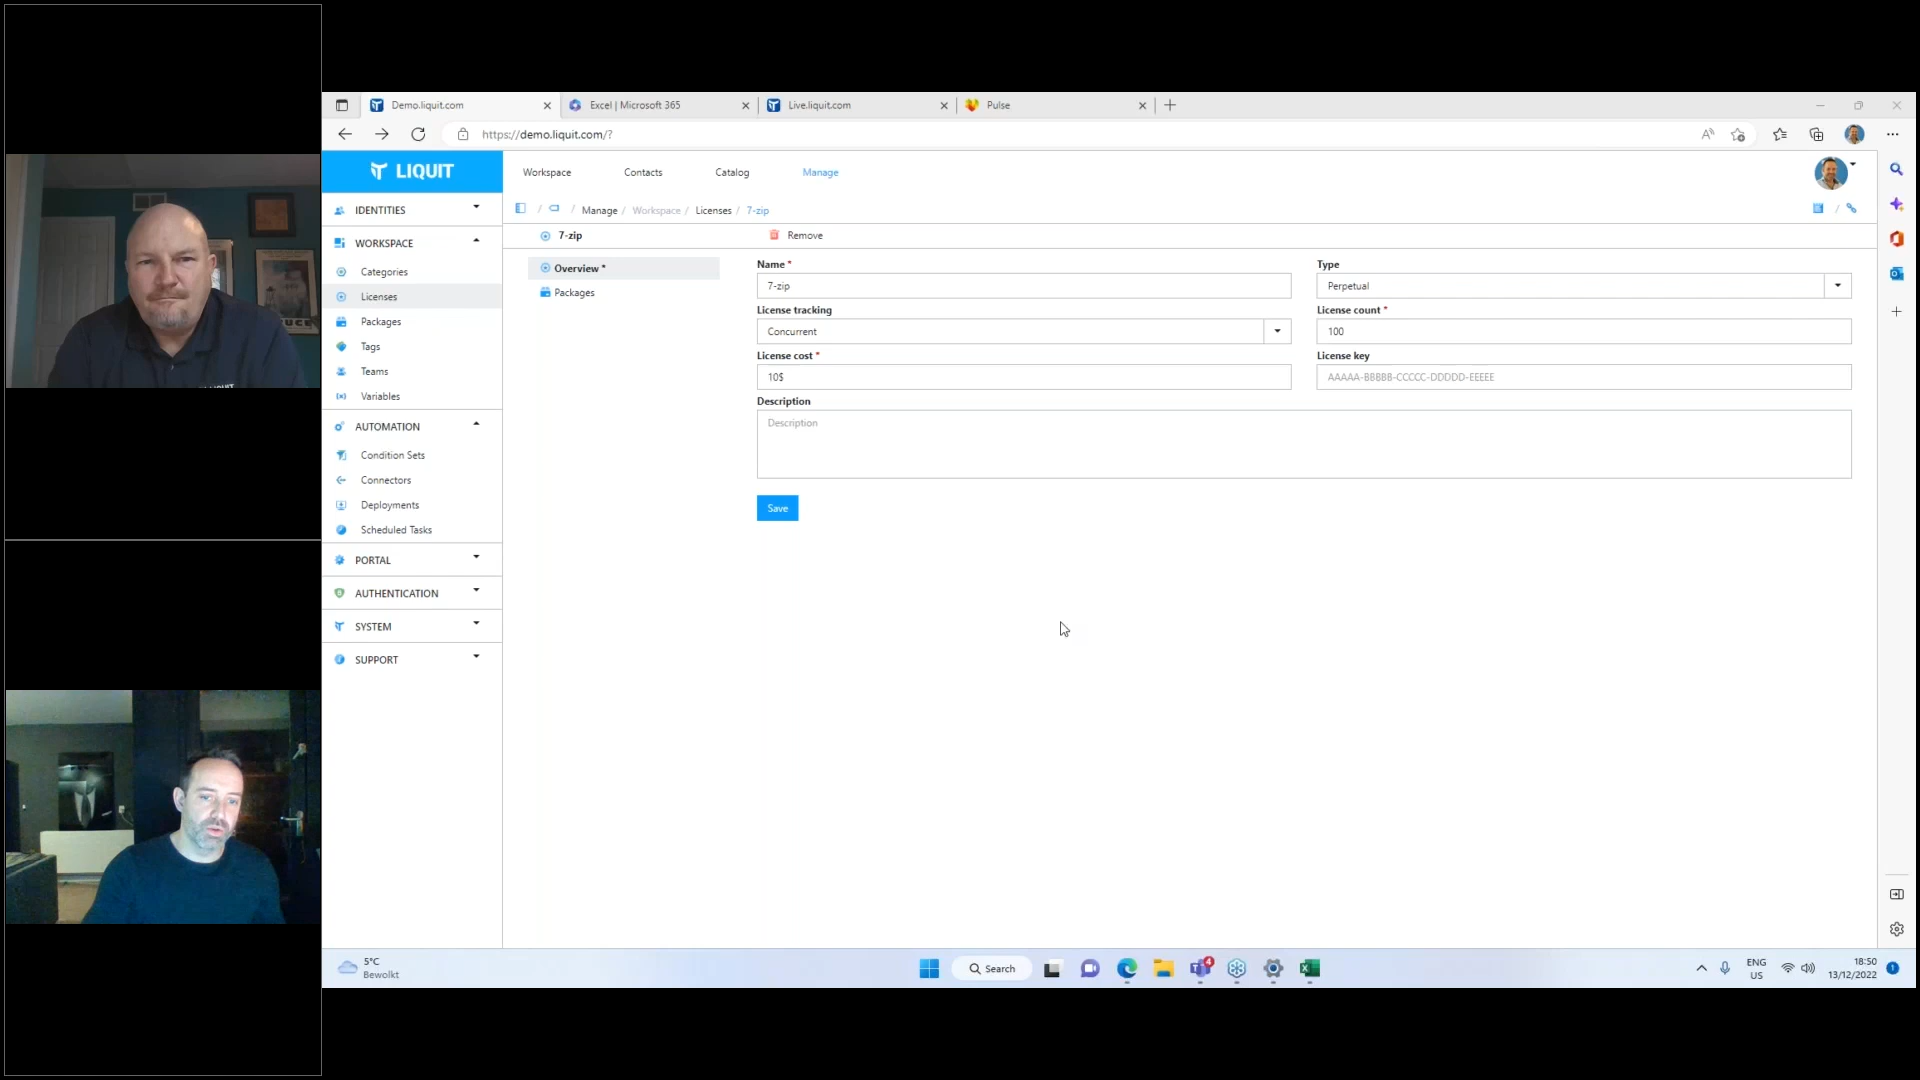 Demo.liquit.com
Excel | Microsoft 365
Live.liquit.com
Pulse
https://demo.liquit.com/?
LIQUIT
Workspace
Contacts
Catalog
Manage
/ / Manage / Workspace / Licenses / 7-zip
7-zip
Remove
IDENTITIES
WORKSPACE
Categories
Licenses
Packages
Tags
Teams
Variables
AUTOMATION
Condition Sets
Connectors
Deployments
Scheduled Tasks
PORTAL
AUTHENTICATION
SYSTEM
SUPPORT
Overview *
Packages
Name *
7-zip
Type
Perpetual
License tracking
Concurrent
License count *
100
License cost *
10$
License key
AAAAA-BBBBB-CCCCC-DDDDD-EEEEE
Description
Description
Save
5°C
Bewolkt
Search
4
ENG
US
18:50
13/12/2022
1